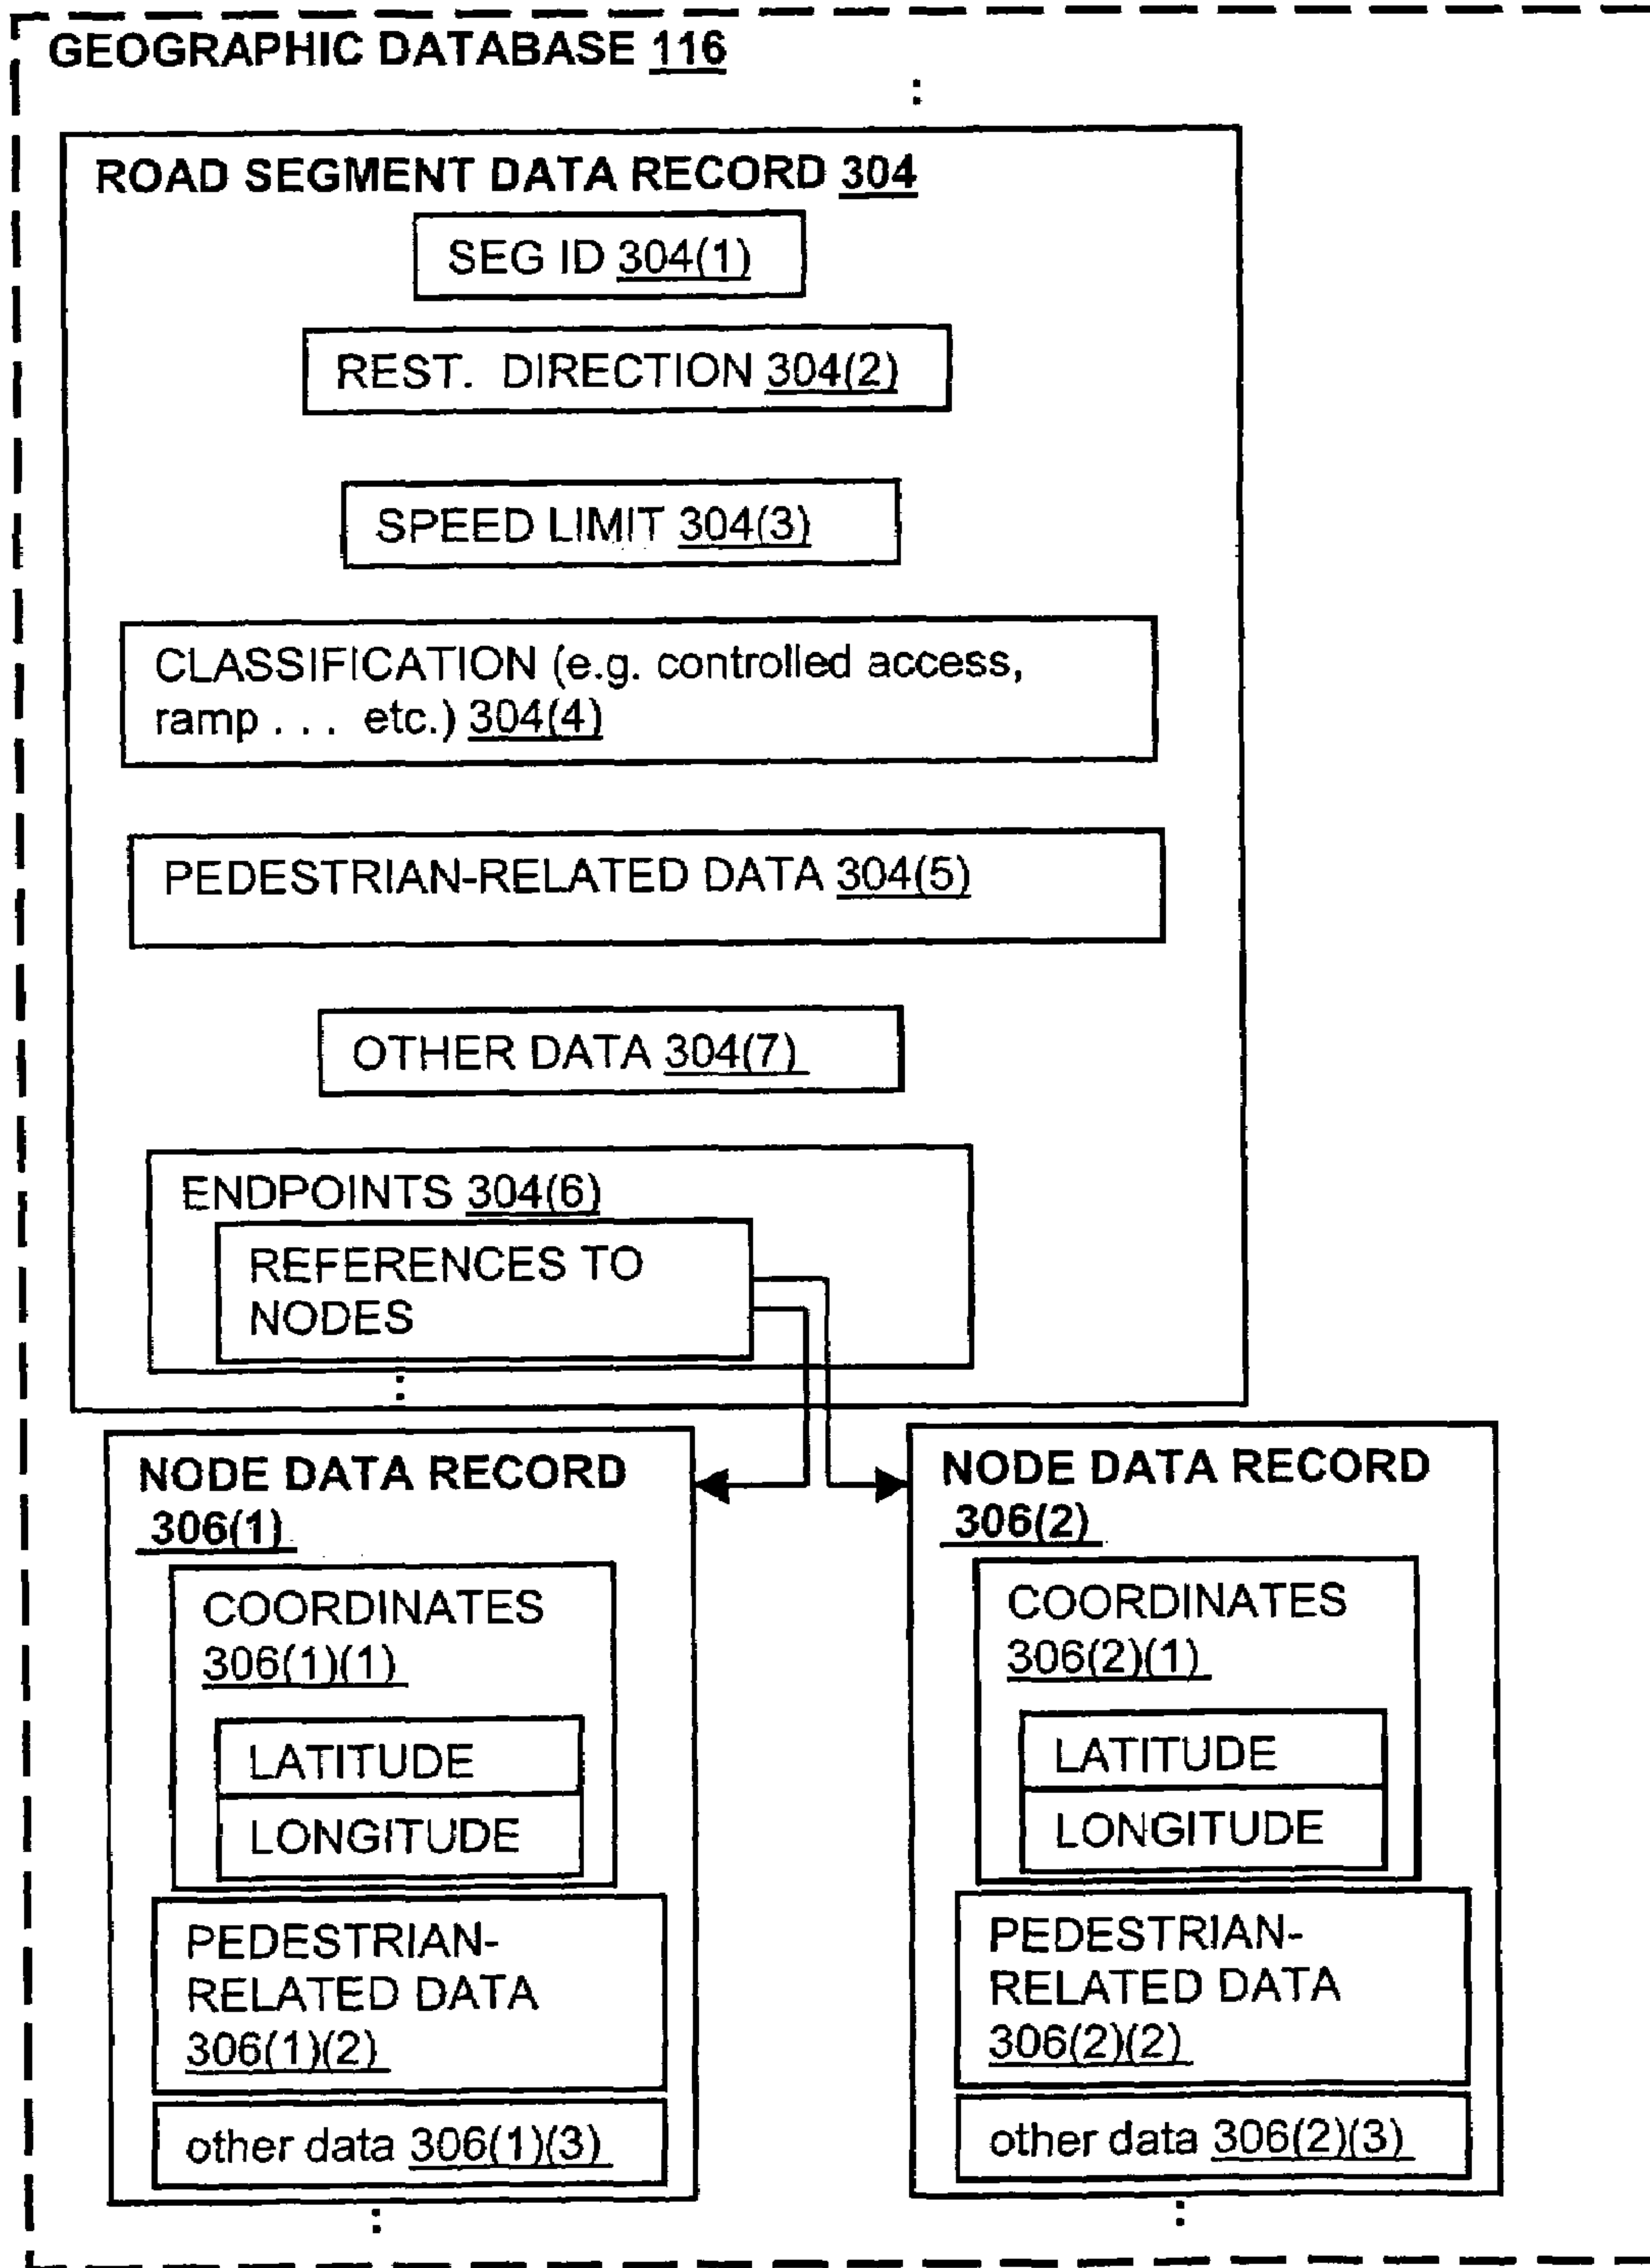 GEOGRAPHIC DATABASE 116
ROAD SEGMENT DATA RECORD 304
SEG ID 304(1)
REST. DIRECTION 304(2)
SPEED LIMIT 304(3)
CLASSIFICATION (e.g. controlled access,
ramp . . . etc.) 304(4)
PEDESTRIAN-RELATED DATA 304(5)
OTHER DATA 304(7)
ENDPOINTS 304(6)
REFERENCES TO
NODES
NODE DATA RECORD
306(1)
COORDINATES
306(1)(1)
LATITUDE
LONGITUDE
PEDESTRIAN-
RELATED DATA
306(1)(2)
other data 306(1)(3)
NODE DATA RECORD
306(2)
COORDINATES
306(2)(1)
LATITUDE
LONGITUDE
PEDESTRIAN-
RELATED DATA
306(2)(2)
other data 306(2)(3)